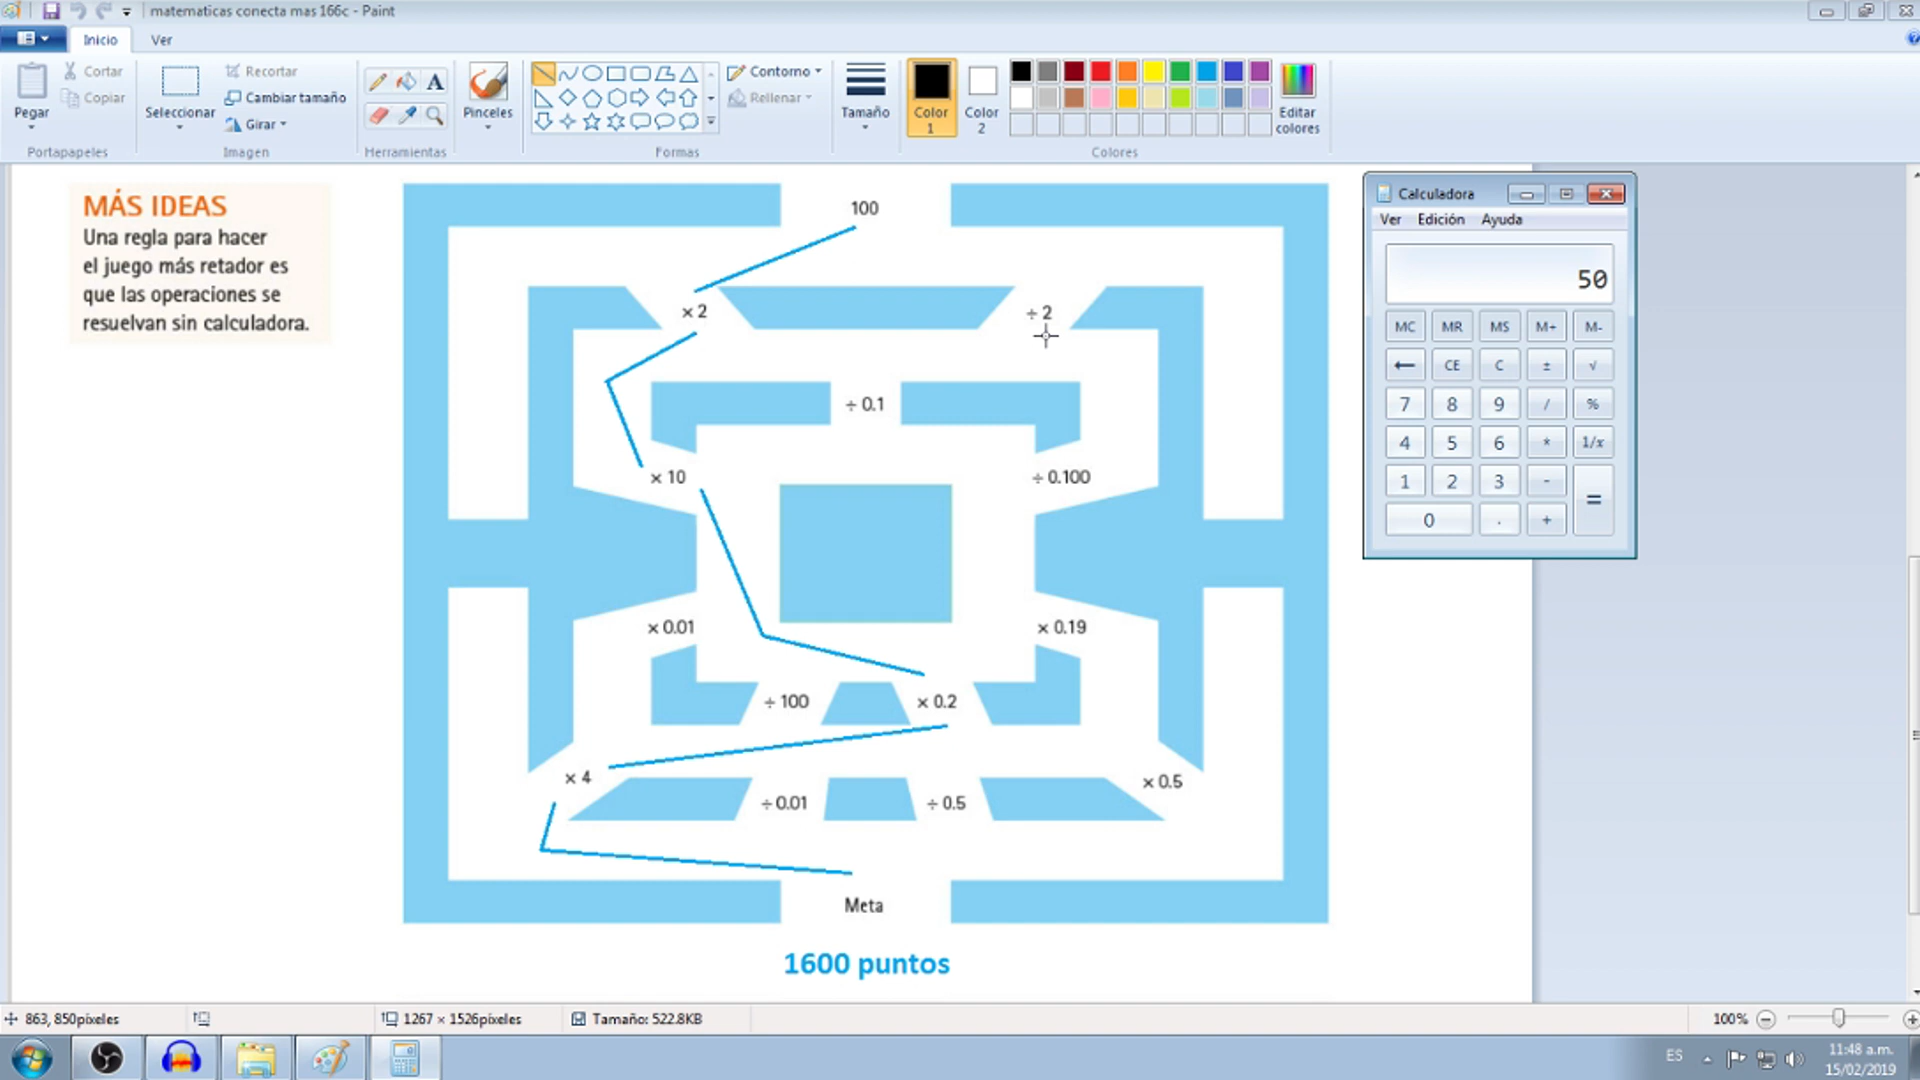 matematicas conecta mas 166c - Paint
Inicio
Ver
Pegar
Cortar
Copiar
Portapapeles
Seleccionar
Recortar
Cambiar tamaño
Girar
Imagen
A
Herramientas
Pinceles
Contorno
Rellenar
Formas
Tamaño
Color 1
Color 2
Editar colores
Colores
MÁS IDEAS
Una regla para hacer
el juego más retador es
que las operaciones se
resuelvan sin calculadora.
100
× 2
÷ 2
÷ 0.1
× 10
÷ 0.100
× 0.01
× 0.19
÷ 100
× 0.2
× 4
÷ 0.01
÷ 0.5
× 0.5
Meta
1600 puntos
Calculadora
Ver Edición Ayuda
50
MC MR MS M+ M-
← CE C ± √
7 8 9 / %
4 5 6 * 1/x
1 2 3 - =
0 . +
863, 850píxeles
1267 × 1526píxeles
Tamaño: 522.8KB
100%
ES
11:48 a.m.
15/02/2019